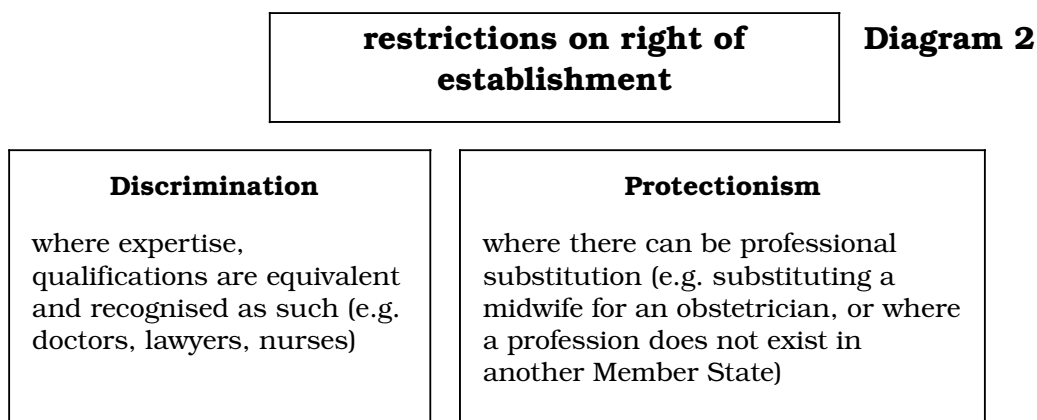 restrictions on right of
establishment
Diagram 2
Discrimination
where expertise,
qualifications are equivalent
and recognised as such (e.g.
doctors, lawyers, nurses)
Protectionism
where there can be professional
substitution (e.g. substituting a
midwife for an obstetrician, or where
a profession does not exist in
another Member State)